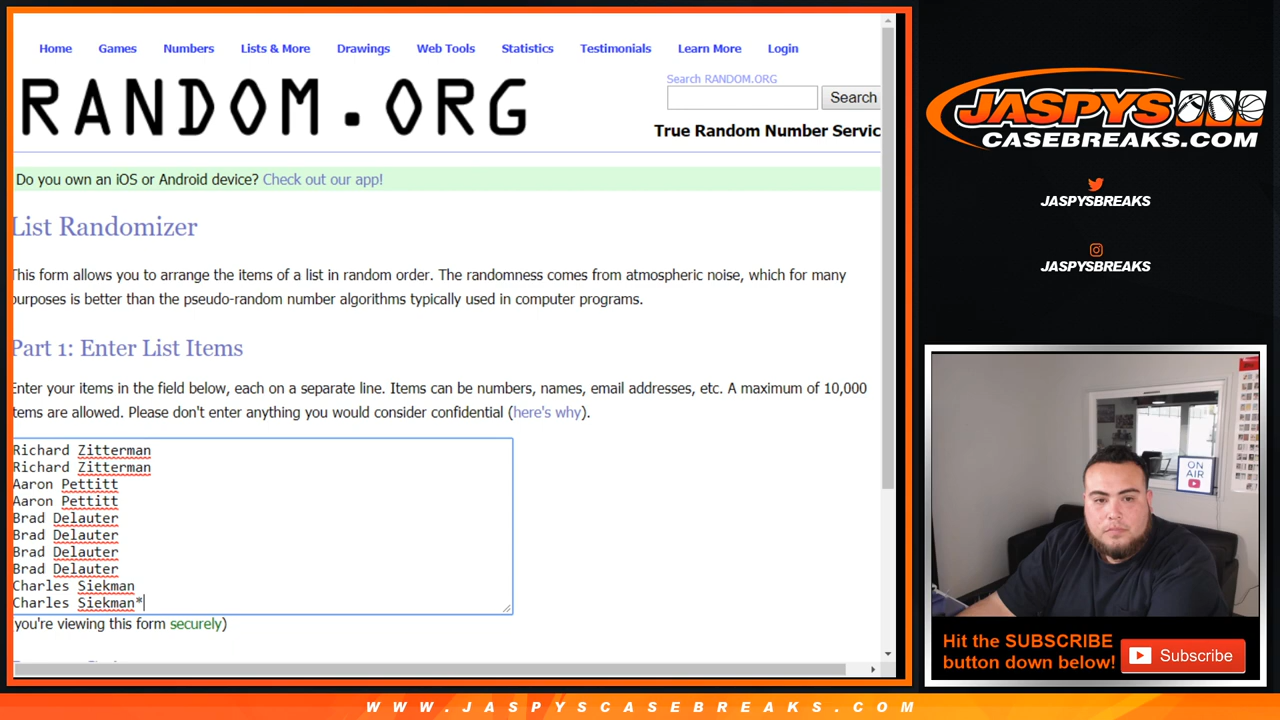 Home Games Numbers Lists & More Drawings Web Tools Statistics Testimonials Learn More Login
RANDOM.ORG
Search RANDOM.ORG
Search
True Random Number Servic
Do you own an iOS or Android device? Check out our app!
List Randomizer
This form allows you to arrange the items of a list in random order. The randomness comes from atmospheric noise, which for many
purposes is better than the pseudo-random number algorithms typically used in computer programs.
Part 1: Enter List Items
Enter your items in the field below, each on a separate line. Items can be numbers, names, email addresses, etc. A maximum of 10,000
items are allowed. Please don't enter anything you would consider confidential (here's why).
Richard Zitterman
Richard Zitterman
Aaron Pettitt
Aaron Pettitt
Brad Delauter
Brad Delauter
Brad Delauter
Brad Delauter
Charles Siekman
Charles Siekman*
you're viewing this form securely)
JASPYS
CASEBREAKS.COM
JASPYSBREAKS
JASPYSBREAKS
ON
AIR
Hit the SUBSCRIBE
button down below!
Subscribe
WWW.JASPYSCASEBREAKS.COM